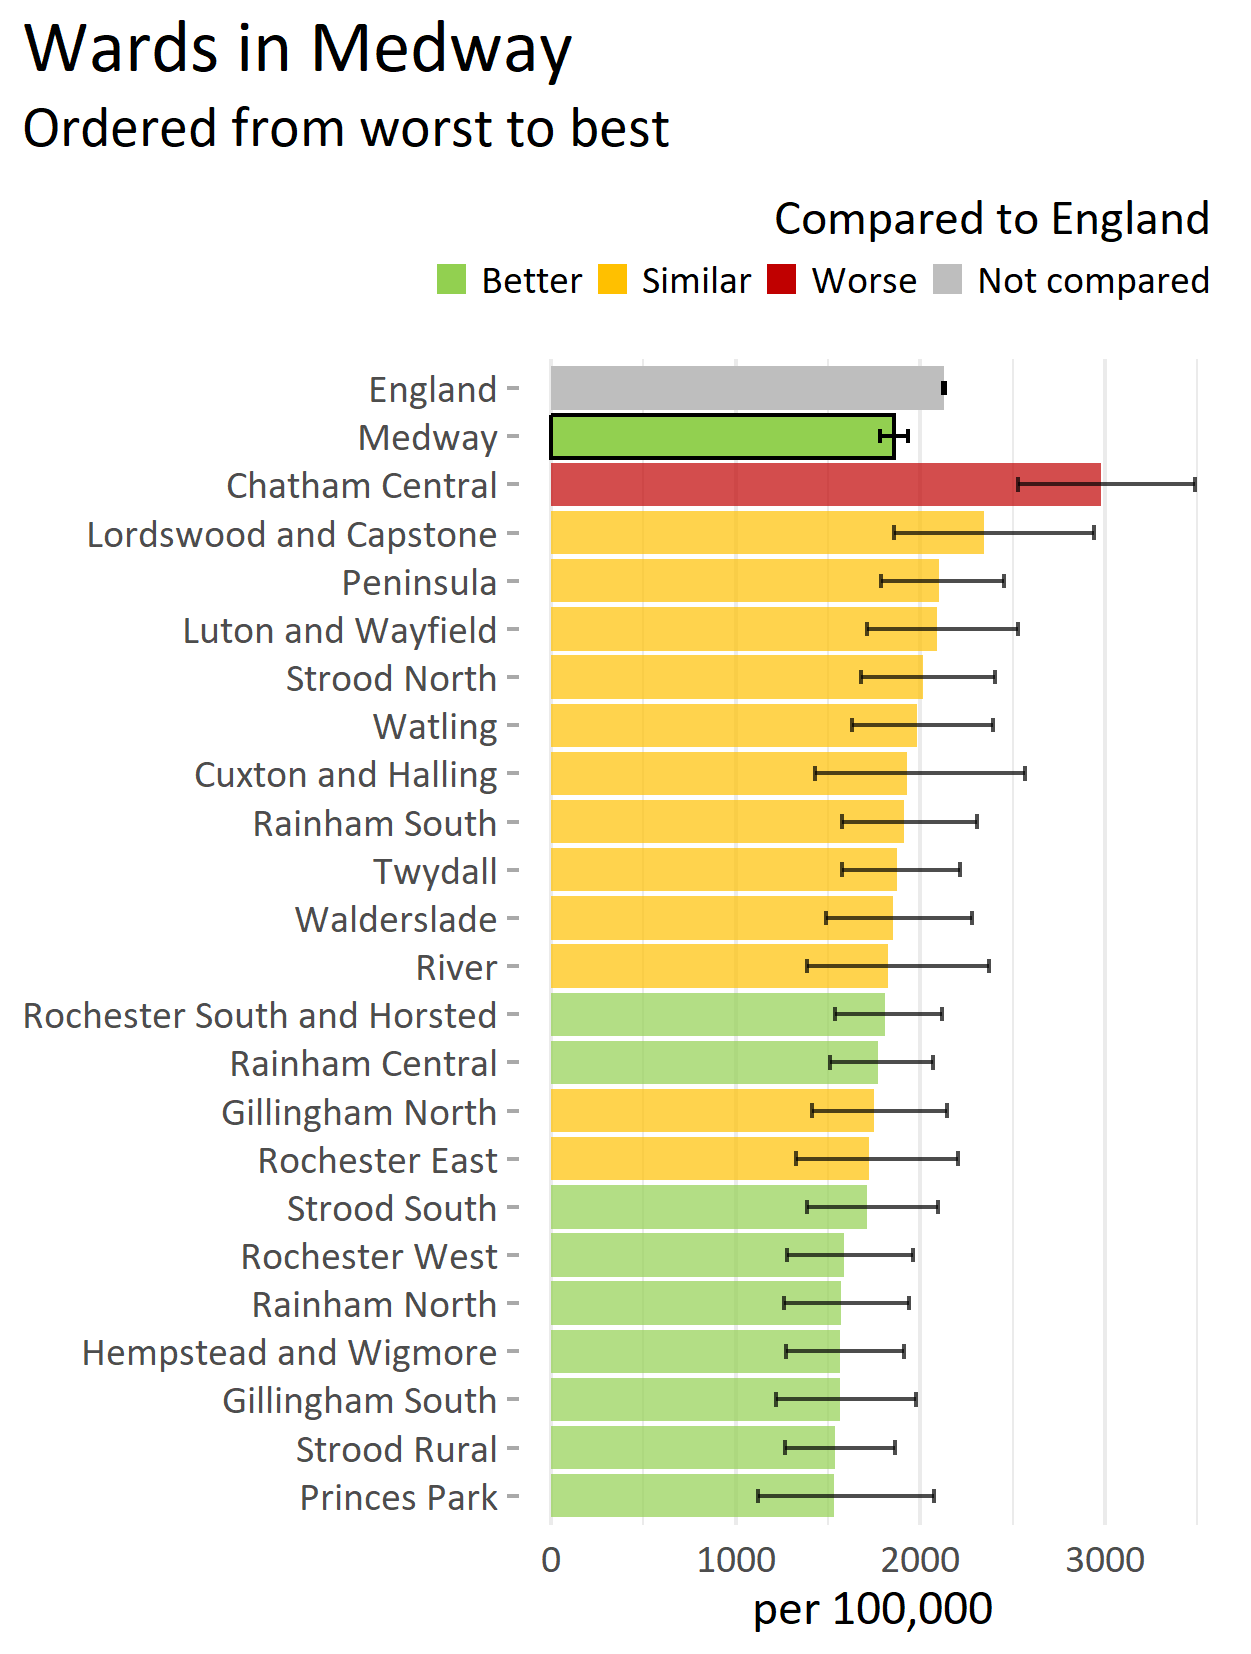 Wards in Medway
Ordered from worst to best
Compared to England
Better Similar Worse Not compared
England
Medway
Chatham Central
Lordswood and Capstone
Peninsula
Luton and Wayfield
Strood North
Watling
Cuxton and Halling
Rainham South
Twydall
Walderslade
River
Rochester South and Horsted
Rainham Central
Gillingham North
Rochester East
Strood South
Rochester West
Rainham North
Hempstead and Wigmore
Gillingham South
Strood Rural
Princes Park
0 1000 2000 3000
per 100,000